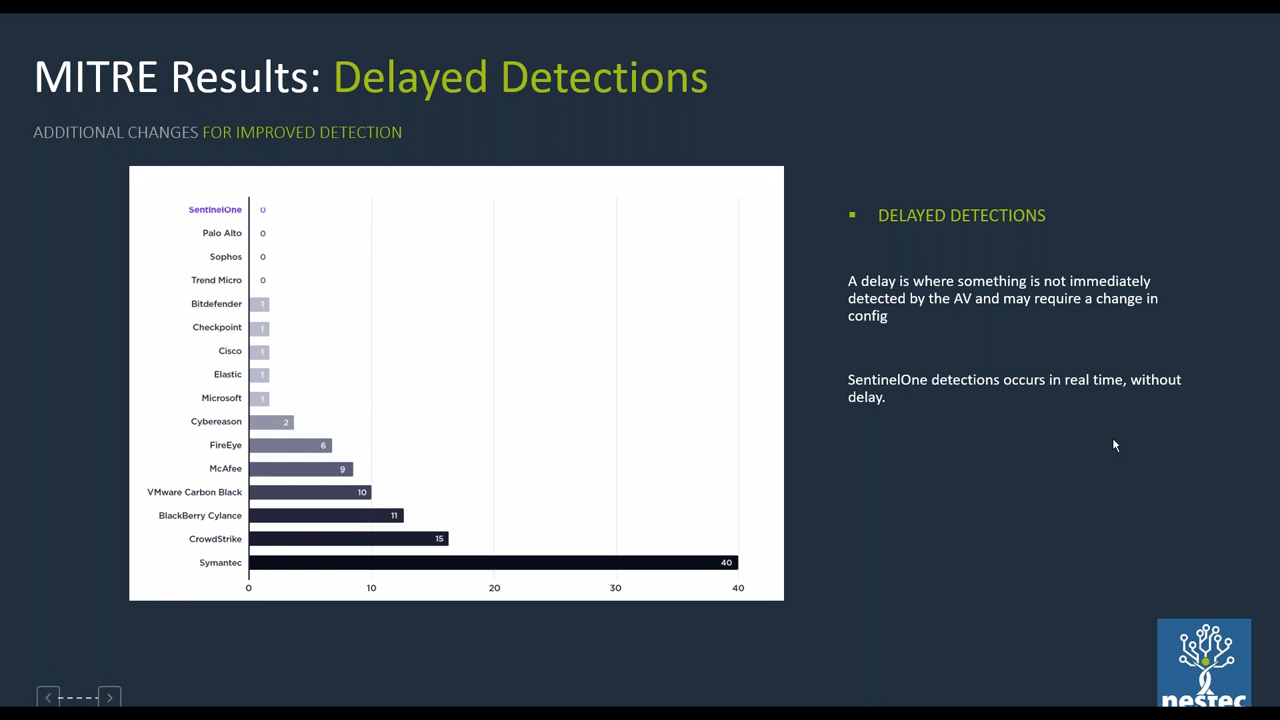 MITRE Results: Delayed Detections
ADDITIONAL CHANGES FOR IMPROVED DETECTION
SentinelOne 0
Palo Alto 0
Sophos 0
Trend Micro 0
Bitdefender 1
Checkpoint 1
Cisco 1
Elastic 1
Microsoft 1
Cybereason 2
FireEye 6
McAfee 9
VMware Carbon Black 10
BlackBerry Cylance 11
CrowdStrike 15
Symantec 40
0 10 20 30 40
DELAYED DETECTIONS
A delay is where something is not immediately
detected by the AV and may require a change in
config
SentinelOne detections occurs in real time, without
delay.
nestec